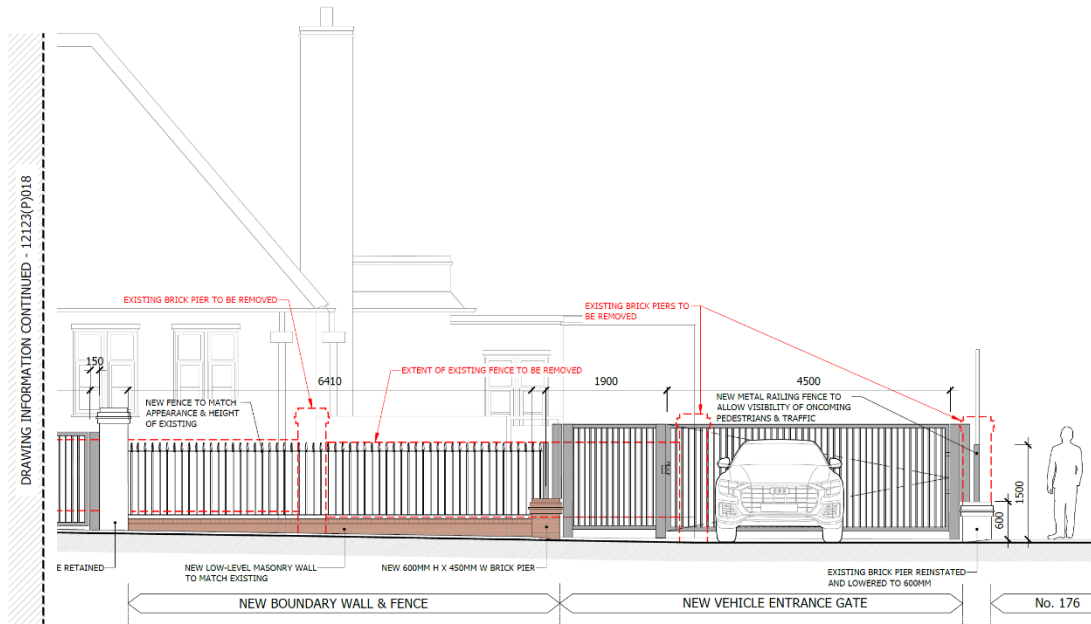 DRAWING INFORMATION CONTINUED - 12123(P)018
EXISTING BRICK PIER TO BE REMOVED
EXISTING BRICK PIERS TO
BE REMOVED
150
6410
EXTENT OF EXISTING FENCE TO BE REMOVED
1900
4500
NEW FENCE TO MATCH
APPEARANCE & HEIGHT
OF EXISTING
NEW METAL RAILING FENCE TO
ALLOW VISIBILITY OF ONCOMING
PEDESTRIANS & TRAFFIC
1500
600
E RETAINED
NEW LOW-LEVEL MASONRY WALL
TO MATCH EXISTING
NEW 600MM H X 450MM W BRICK PIER
EXISTING BRICK PIER REINSTATED
AND LOWERED TO 600MM
NEW BOUNDARY WALL & FENCE
NEW VEHICLE ENTRANCE GATE
No. 176